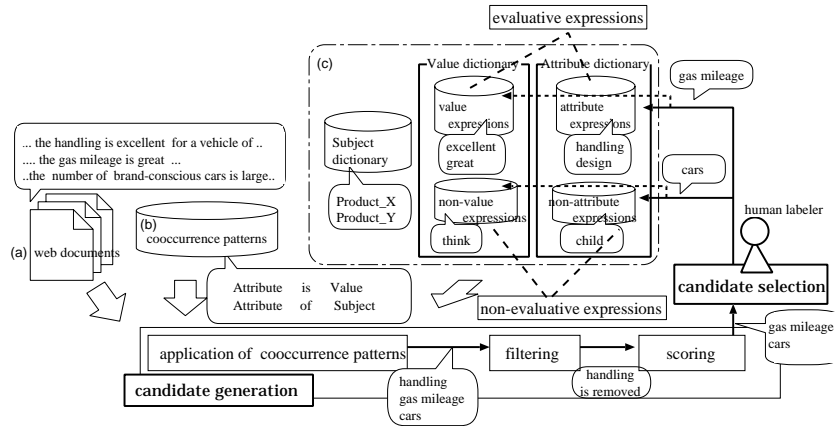 evaluative expressions
(c)
Value dictionary
Attribute dictionary
gas mileage
value
expressions
attribute
expressions
... the handling is excellent for a vehicle of ..
.... the gas mileage is great ...
..the number of brand-conscious cars is large..
Subject
dictionary
excellent
great
handling
design
cars
Product_X
Product_Y
non-value
expressions
non-attribute
expressions
human labeler
(a)
web documents
(b)
cooccurrence patterns
think
child
Attribute is Value
Attribute of Subject
non-evaluative expressions
candidate selection
gas mileage
cars
application of cooccurrence patterns
filtering
scoring
candidate generation
handling
gas mileage
cars
handling
is removed